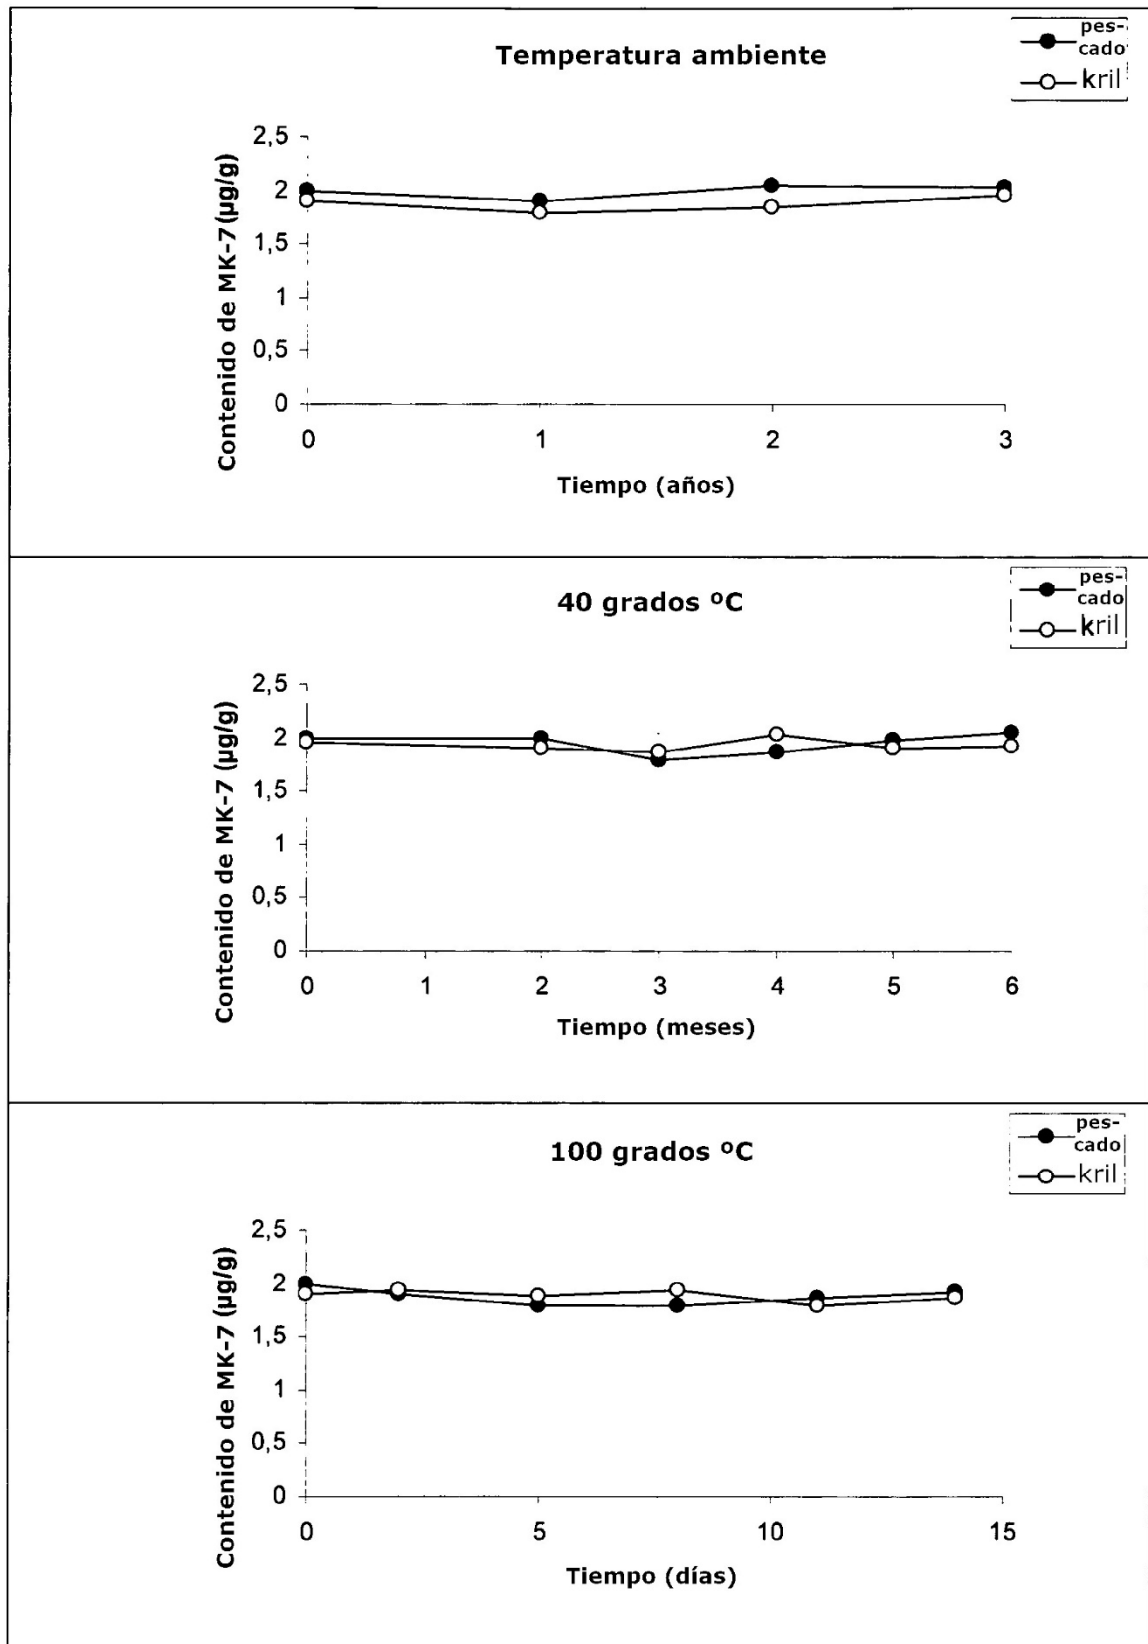 Temperatura ambiente
pes-
cado
kril
Contenido de MK-7 (µg/g)
2,5
2
1,5
1
0,5
0
0 1 2 3
Tiempo (años)
40 grados ºC
pes-
cado
kril
Contenido de MK-7 (µg/g)
2,5
2
1,5
1
0,5
0
0 1 2 3 4 5 6
Tiempo (meses)
100 grados ºC
pes-
cado
kril
Contenido de MK-7 (µg/g)
2,5
2
1,5
1
0,5
0
0 5 10 15
Tiempo (días)